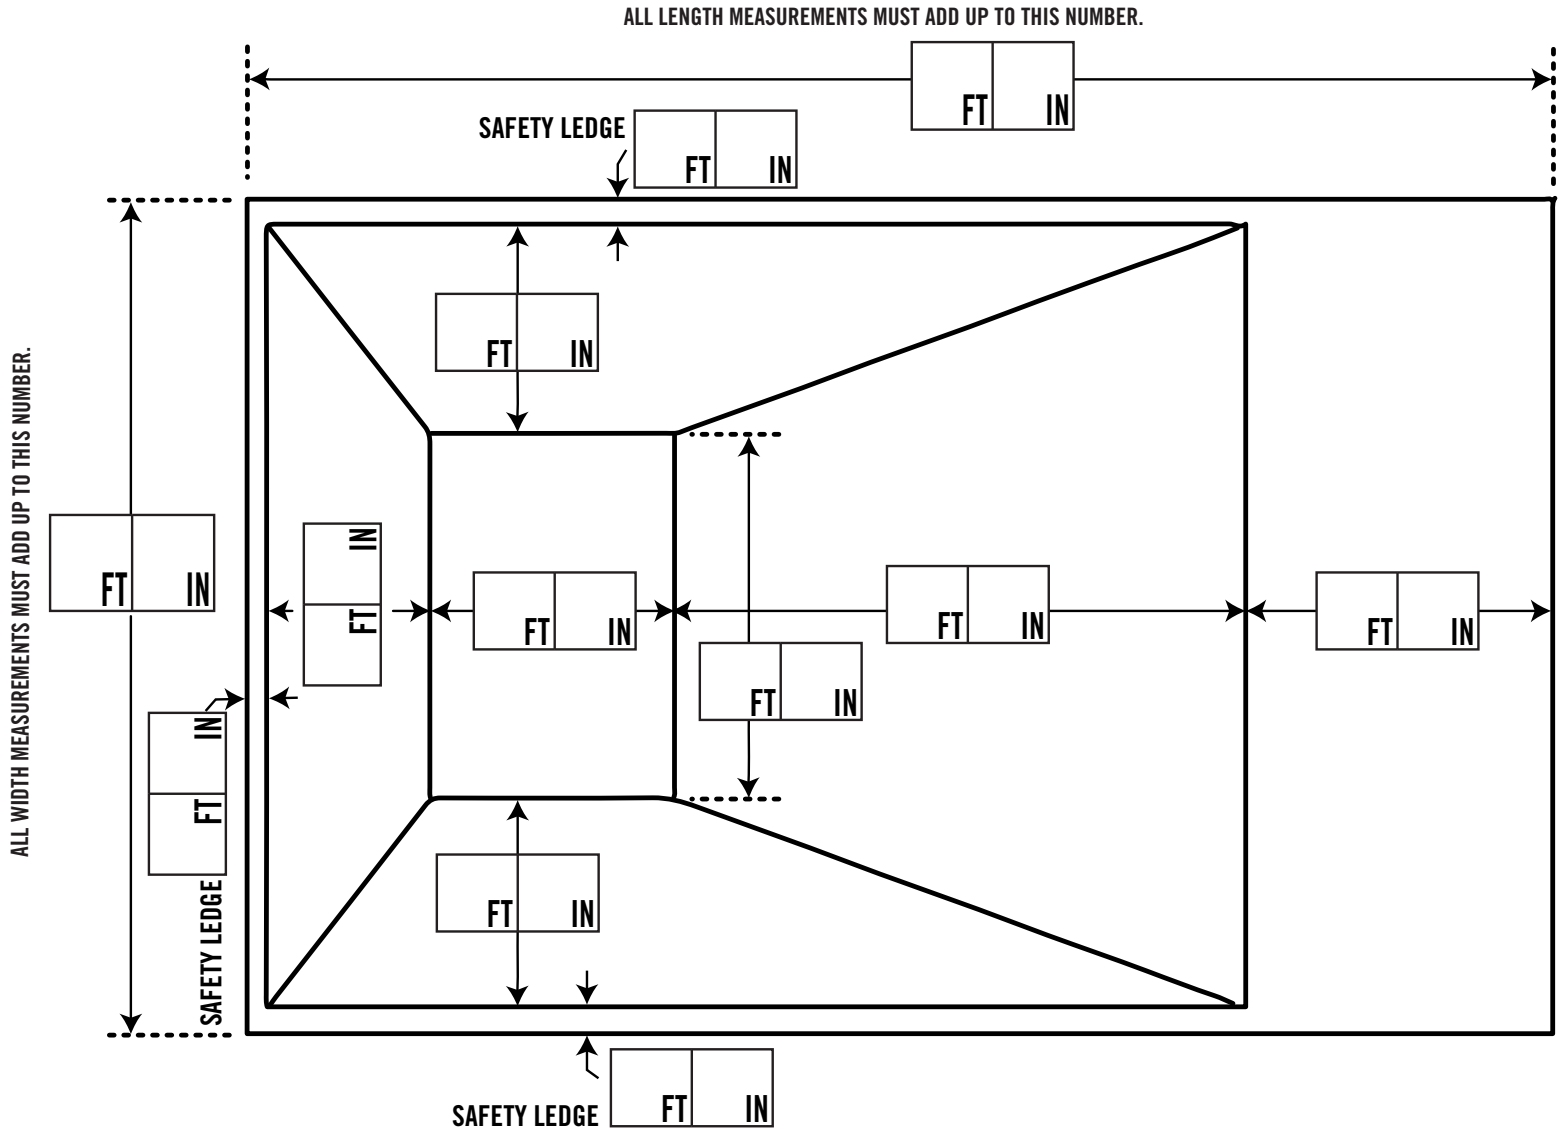 ALL LENGTH MEASUREMENTS MUST ADD UP TO THIS NUMBER.
FT IN
SAFETY LEDGE FT IN
FT IN
ALL WIDTH MEASUREMENTS MUST ADD UP TO THIS NUMBER.
FT IN
FT IN
FT IN
FT IN
FT IN
FT IN
SAFETY LEDGE FT IN
FT IN
SAFETY LEDGE FT IN